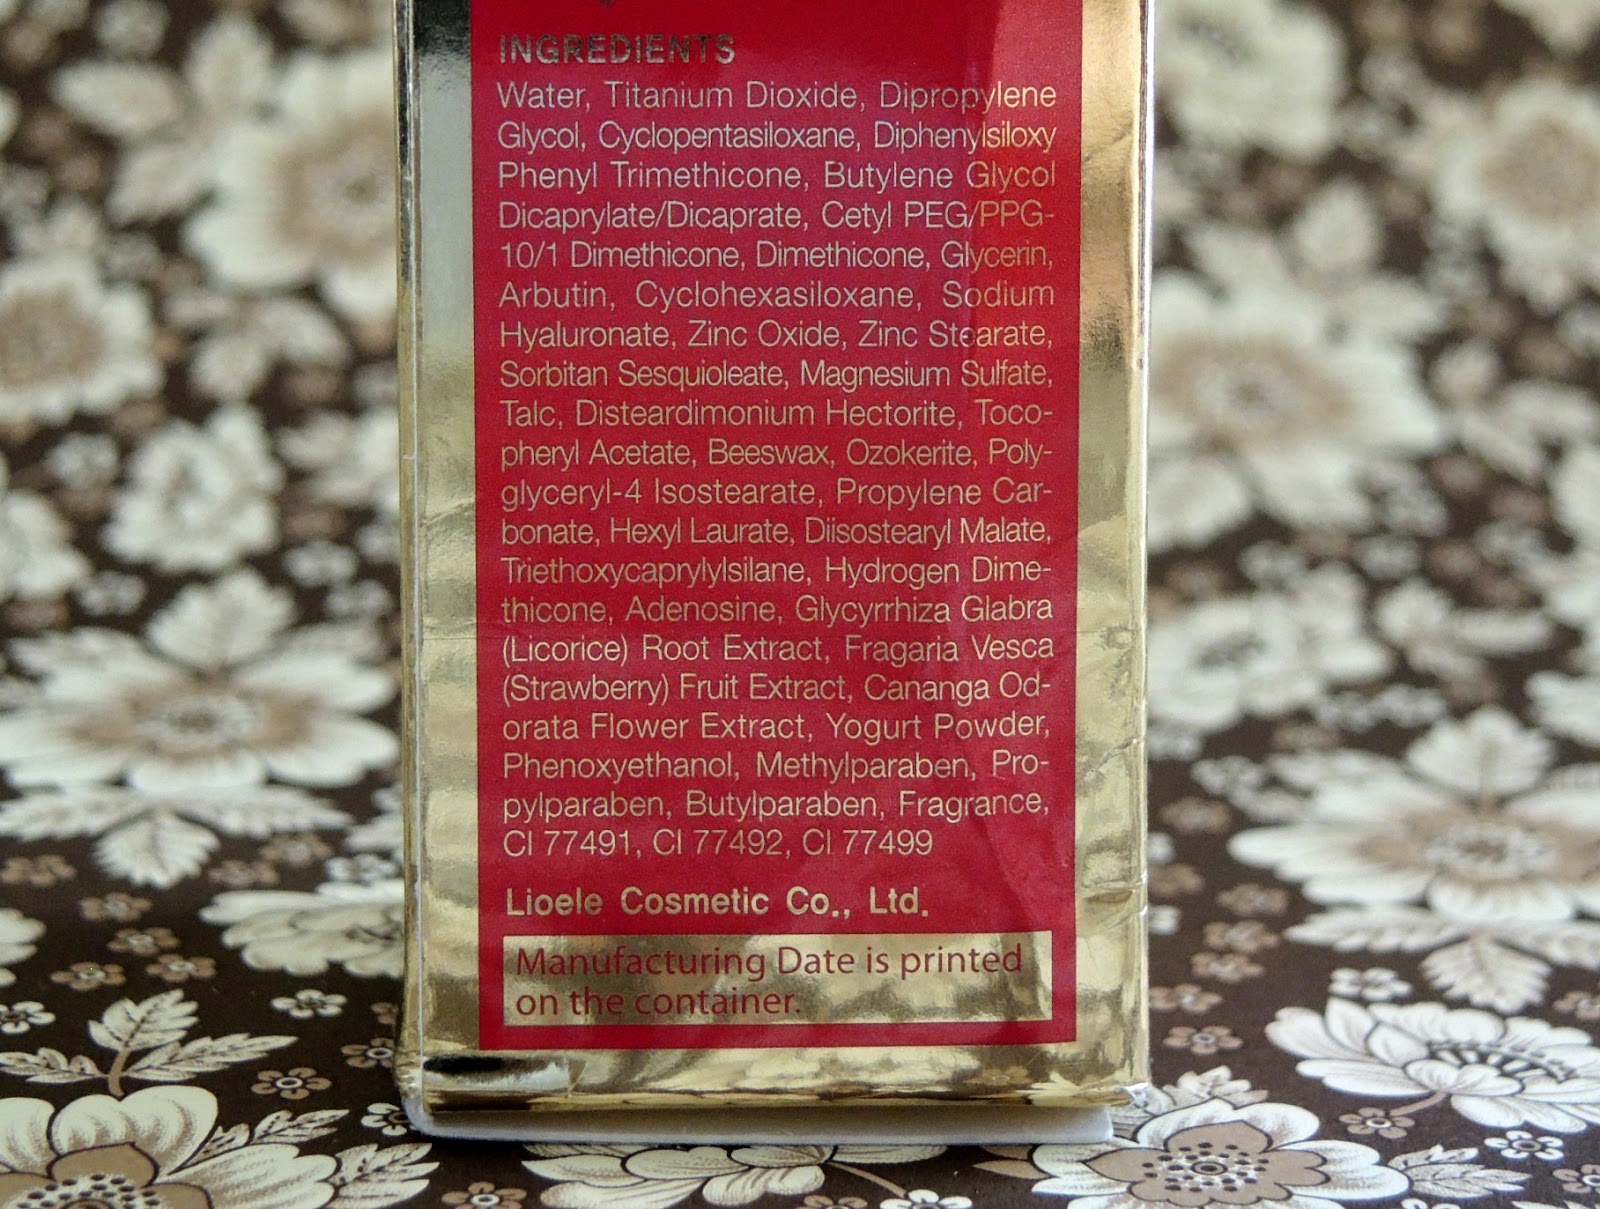 INGREDIENTS
Water, Titanium Dioxide, Dipropylene
Glycol, Cyclopentasiloxane, Diphenylsiloxy
Phenyl Trimethicone, Butylene Glycol
Dicaprylate/Dicaprate, Cetyl PEG/PPG-
10/1 Dimethicone, Dimethicone, Glycerin,
Arbutin, Cyclohexasiloxane, Sodium
Hyaluronate, Zinc Oxide, Zinc Stearate,
Sorbitan Sesquioleate, Magnesium Sulfate,
Talc, Disteardimonium Hectorite, Toco-
pheryl Acetate, Beeswax, Ozokerite, Poly-
glyceryl-4 Isostearate, Propylene Car-
bonate, Hexyl Laurate, Diisostearyl Malate,
Triethoxycaprylylsilane, Hydrogen Dime-
thicone, Adenosine, Glycyrrhiza Glabra
(Licorice) Root Extract, Fragaria Vesca
(Strawberry) Fruit Extract, Cananga Od-
orata Flower Extract, Yogurt Powder,
Phenoxyethanol, Methylparaben, Pro-
pylparaben, Butylparaben, Fragrance,
CI 77491, CI 77492, CI 77499
Lioele Cosmetic Co., Ltd.
Manufacturing Date is printed
on the container.